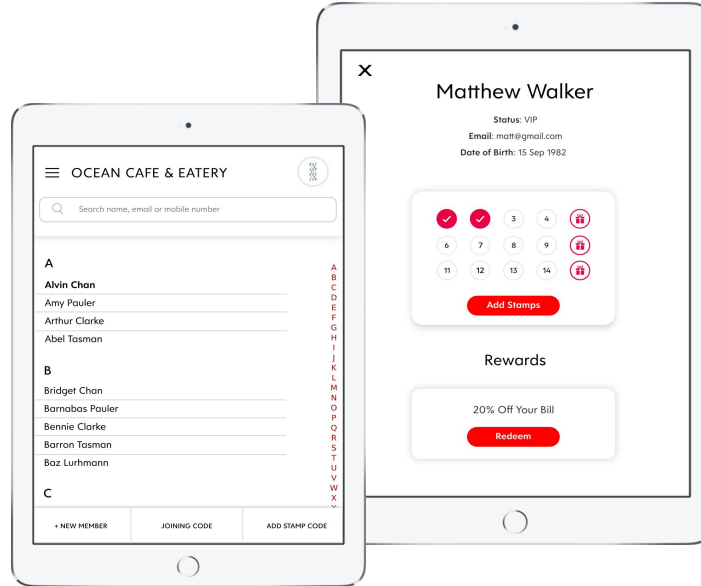 OCEAN CAFE & EATERY
Search name, email or mobile number
A
Alvin Chan
Amy Pauler
Arthur Clarke
Abel Tasman
B
Bridget Chan
Barnabas Pauler
Bennie Clarke
Barron Tasman
Baz Lurhmann
C
A
B
C
D
E
F
G
H
I
J
K
L
M
N
O
P
Q
R
S
T
U
V
W
X
+ NEW MEMBER JOINING CODE ADD STAMP CODE
X
Matthew Walker
Status: VIP
Email: matt@gmail.com
Date of Birth: 15 Sep 1982
3 4
6 7 8 9
11 12 13 14
Add Stamps
Rewards
20% Off Your Bill
Redeem